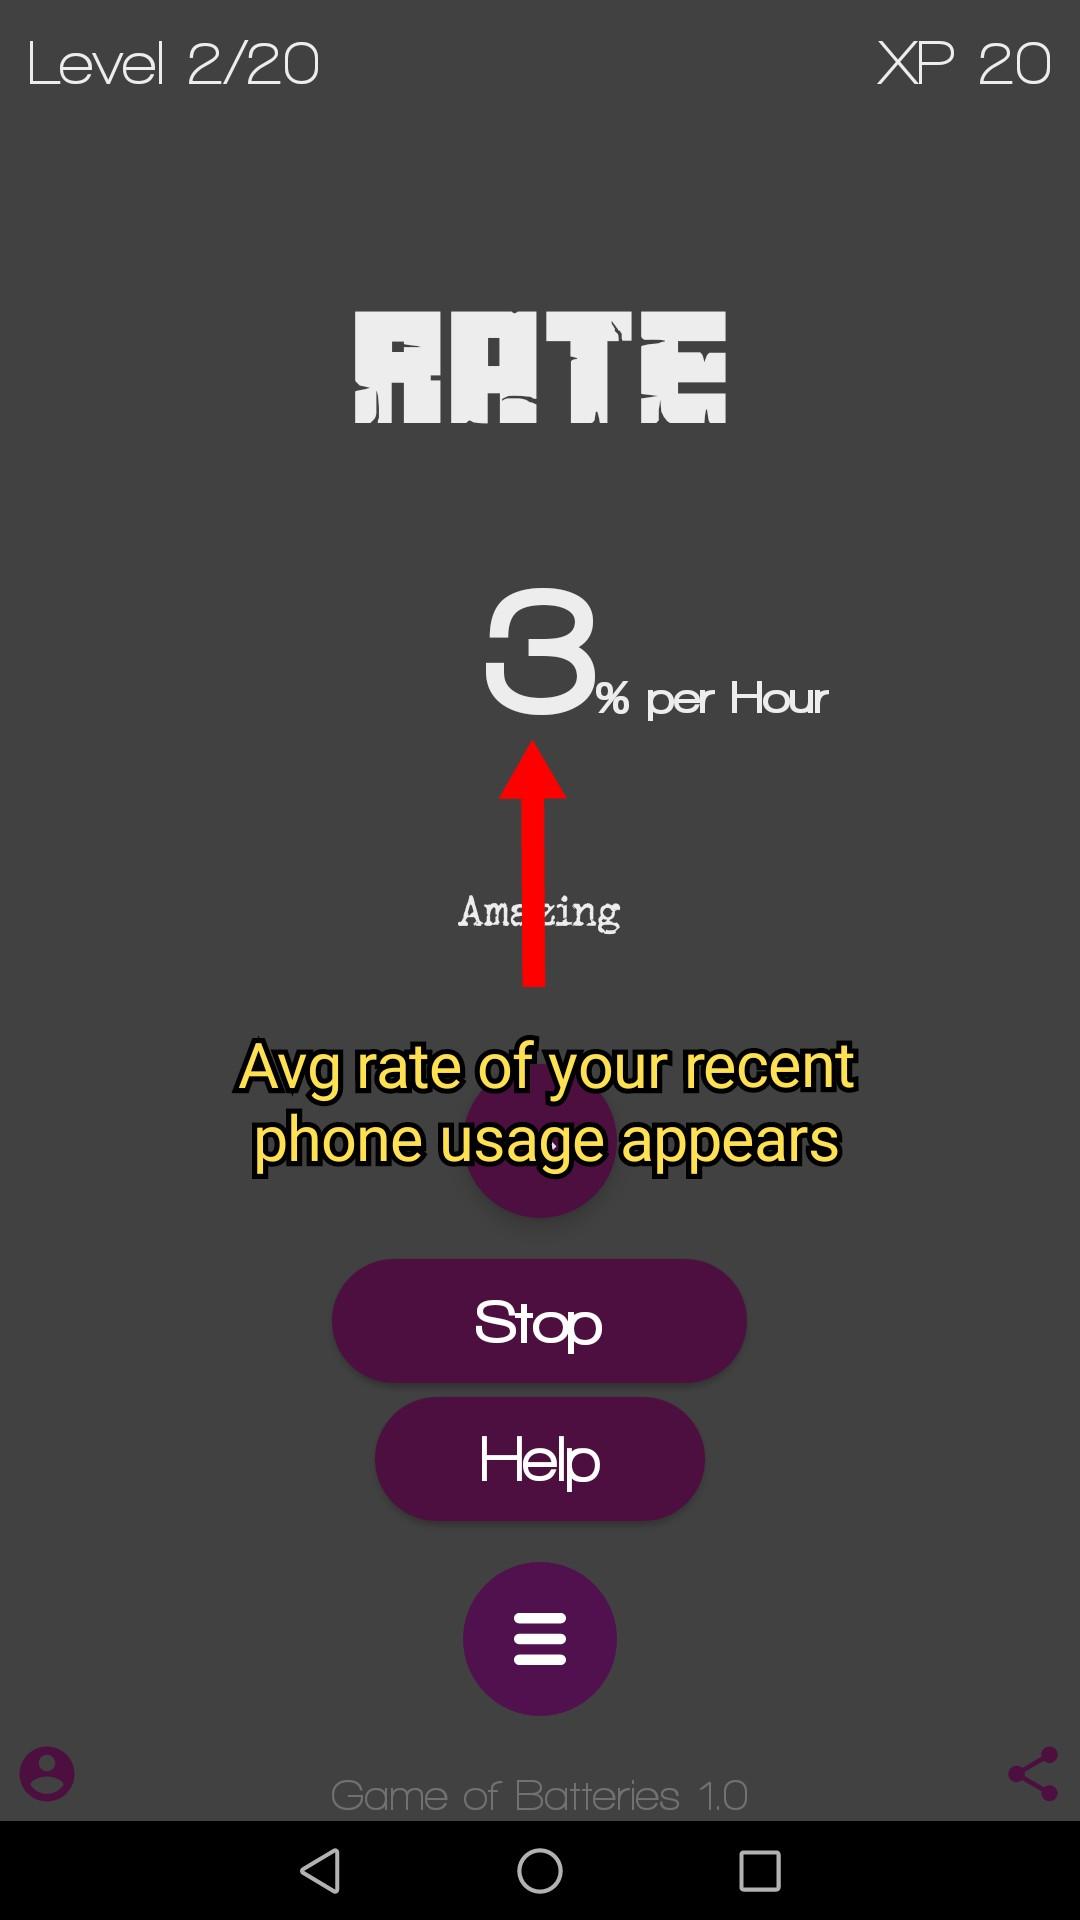 Level 2/20
XP 20
RATE
3% per Hour
Amazing
Avg rate of your recent
phone usage appears
Stop
Help
Game of Batteries 1.0